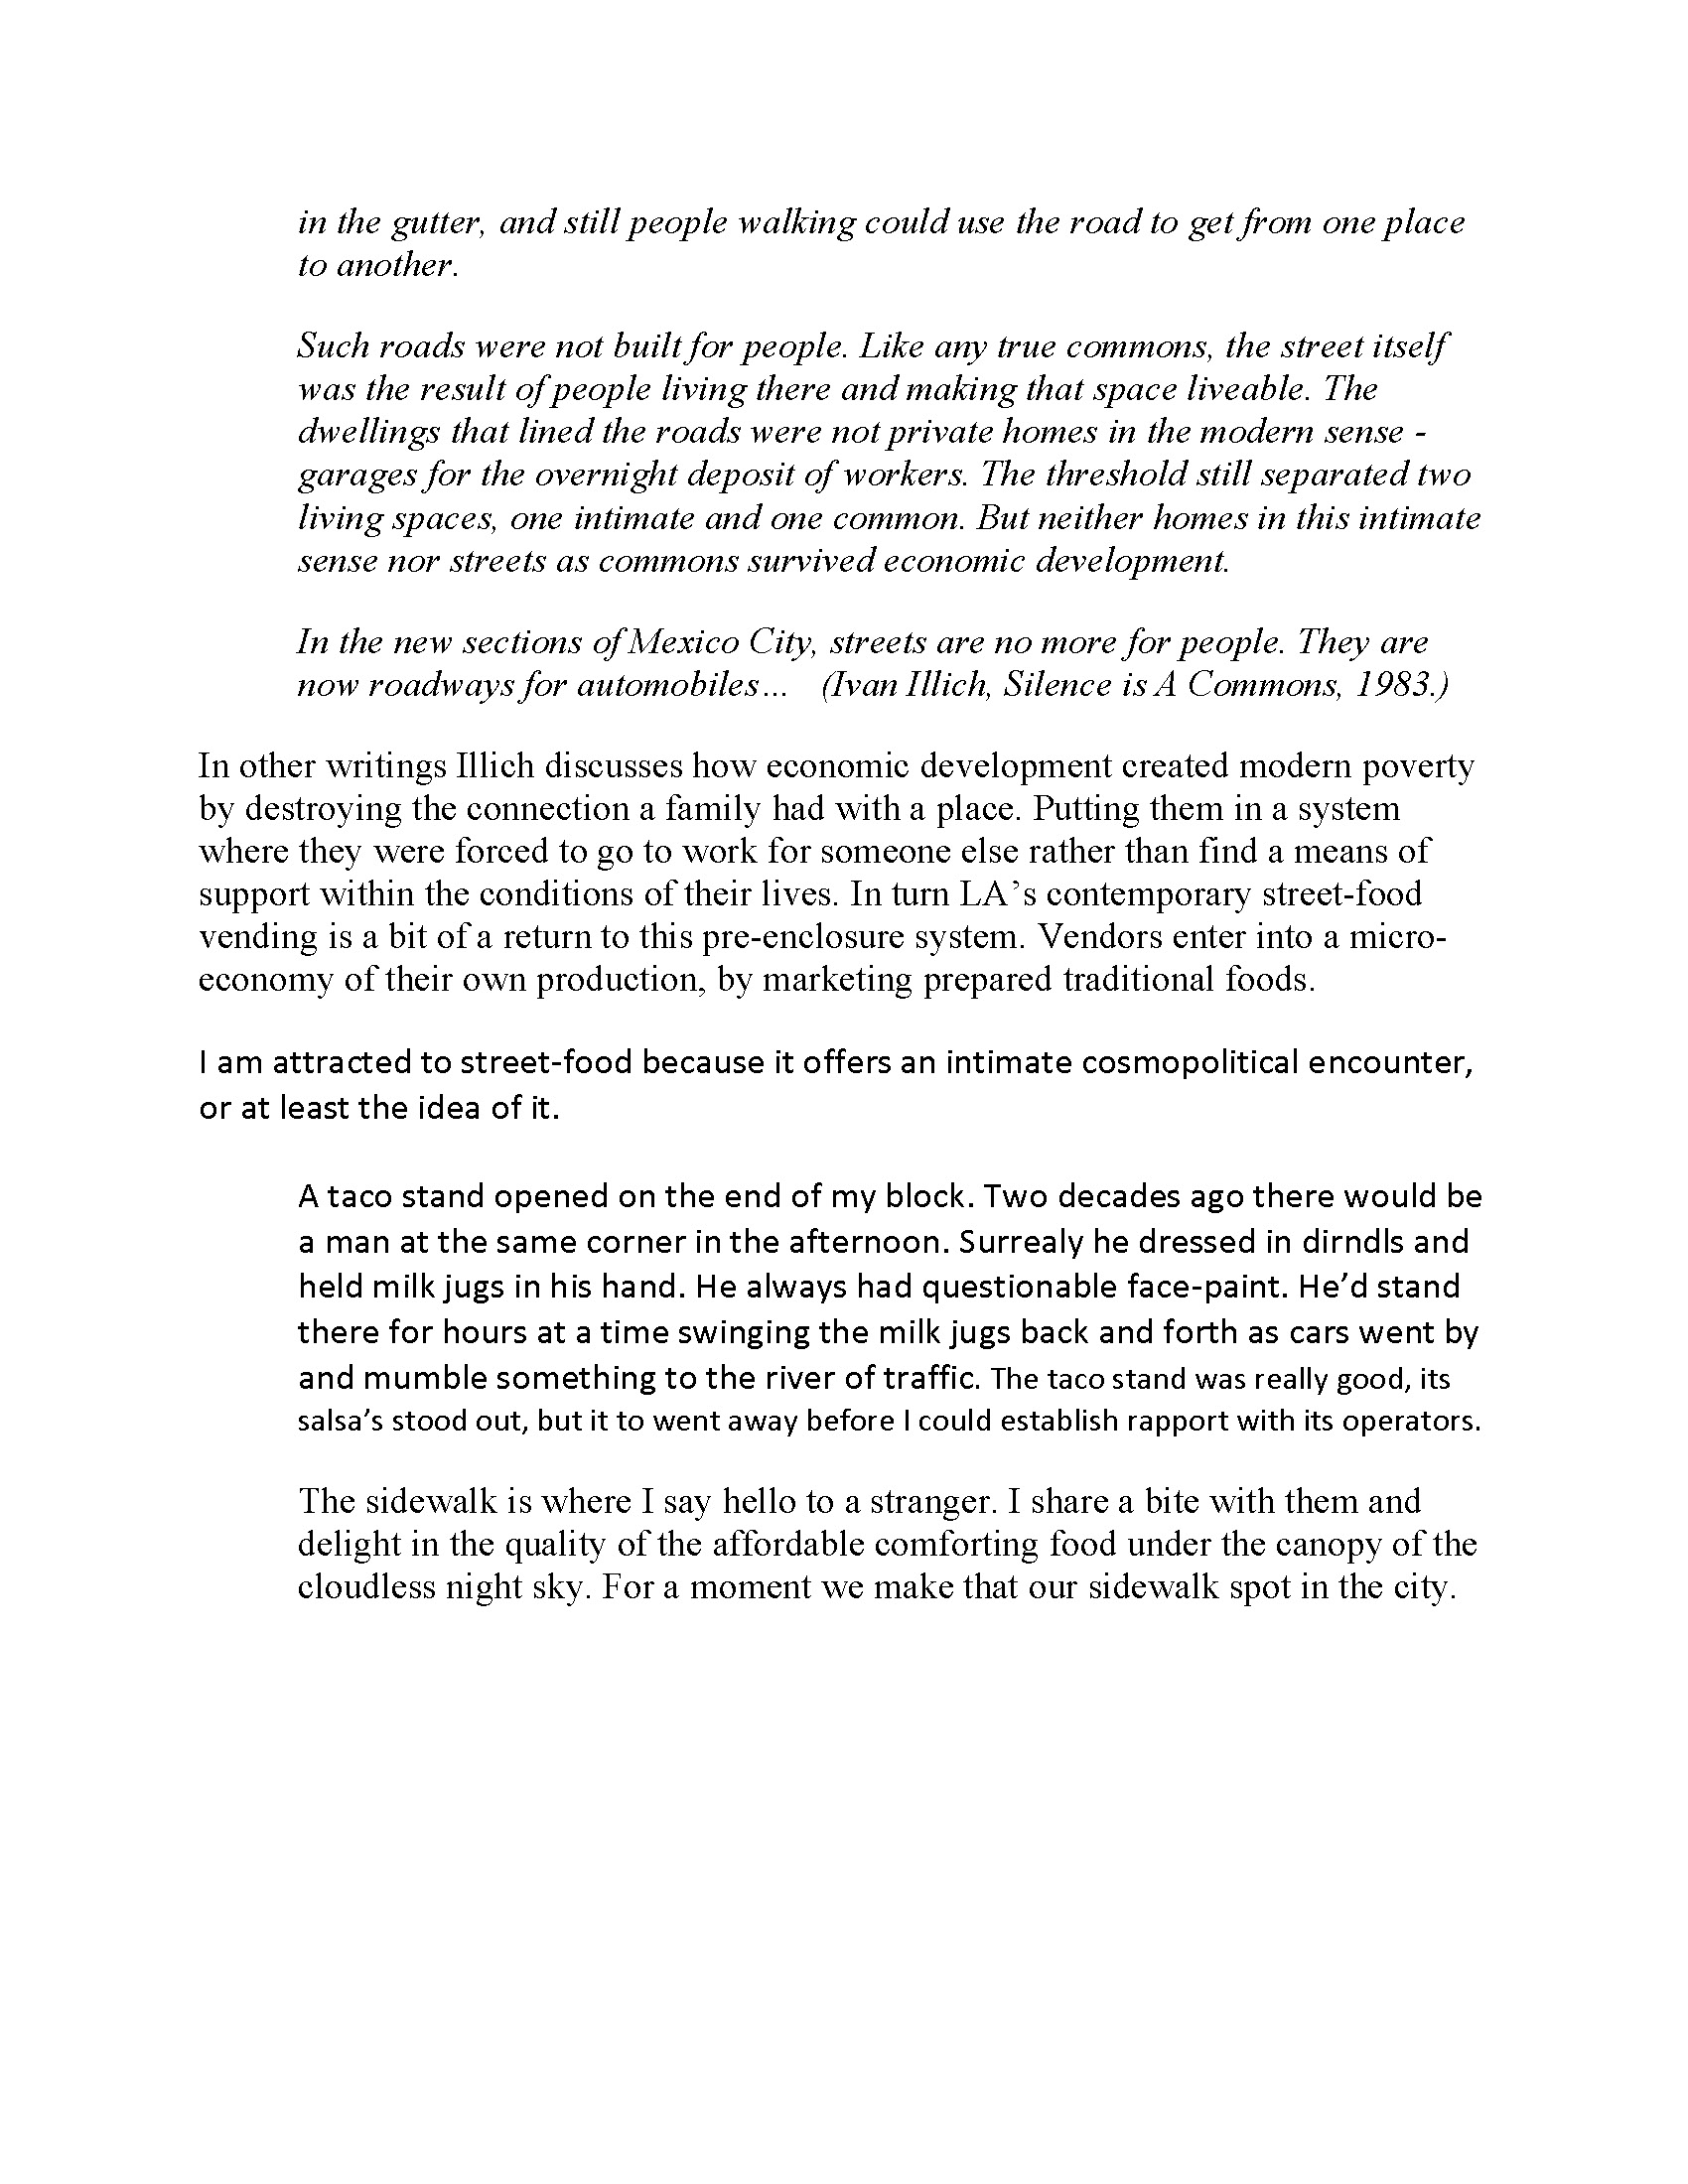 in the gutter, and still people walking could use the road to get from one place
to another.
Such roads were not built for people. Like any true commons, the street itself
was the result of people living there and making that space liveable. The
dwellings that lined the roads were not private homes in the modern sense -
garages for the overnight deposit of workers. The threshold still separated two
living spaces, one intimate and one common. But neither homes in this intimate
sense nor streets as commons survived economic development.
In the new sections of Mexico City, streets are no more for people. They are
now roadways for automobiles… (Ivan Illich, Silence is A Commons, 1983.)
In other writings Illich discusses how economic development created modern poverty
by destroying the connection a family had with a place. Putting them in a system
where they were forced to go to work for someone else rather than find a means of
support within the conditions of their lives. In turn LA’s contemporary street-food
vending is a bit of a return to this pre-enclosure system. Vendors enter into a micro-
economy of their own production, by marketing prepared traditional foods.
I am attracted to street-food because it offers an intimate cosmopolitical encounter,
or at least the idea of it.
A taco stand opened on the end of my block. Two decades ago there would be
a man at the same corner in the afternoon. Surrealy he dressed in dirndls and
held milk jugs in his hand. He always had questionable face-paint. He’d stand
there for hours at a time swinging the milk jugs back and forth as cars went by
and mumble something to the river of traffic. The taco stand was really good, its
salsa’s stood out, but it to went away before I could establish rapport with its operators.
The sidewalk is where I say hello to a stranger. I share a bite with them and
delight in the quality of the affordable comforting food under the canopy of the
cloudless night sky. For a moment we make that our sidewalk spot in the city.